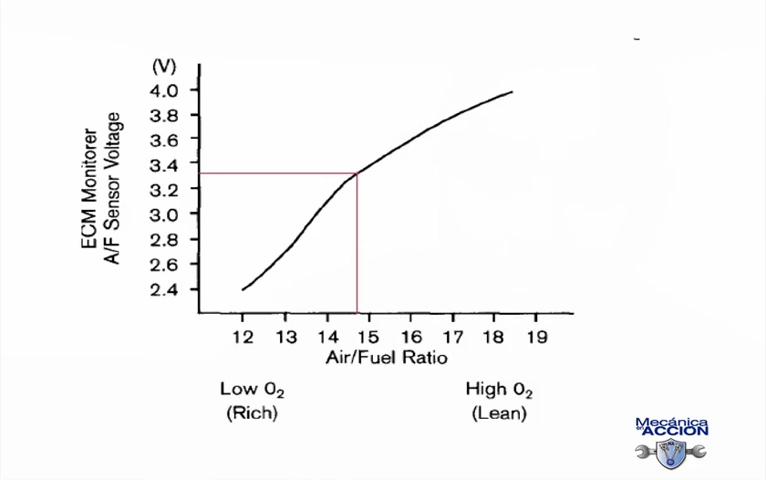 (V)
4.0
3.8
3.6
3.4
3.2
3.0
2.8
2.6
2.4
ECM Monitorer
A/F Sensor Voltage
12 13 14 15 16 17 18 19
Air/Fuel Ratio
Low O₂
(Rich)
High O₂
(Lean)
Mecánica
en ACCIÓN